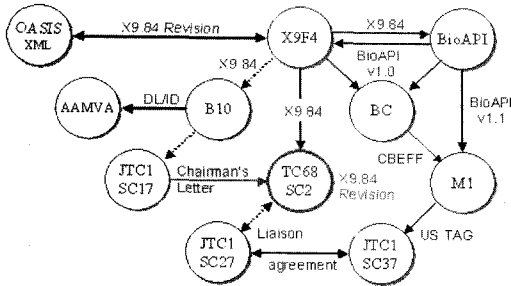 OASIS
XML
X9.84 Revision
X9F4
X9.84
BioAPI
X9.84
BioAPI
v1.0
AAMVA
DL/ID
B10
X9.84
BC
BioAPI
v1.1
CBEFF
JTC1
SC17
Chairman's
Letter
TC68
SC2
X9.84
Revision
M1
Liaison
US TAG
JTC1
SC27
agreement
JTC1
SC37